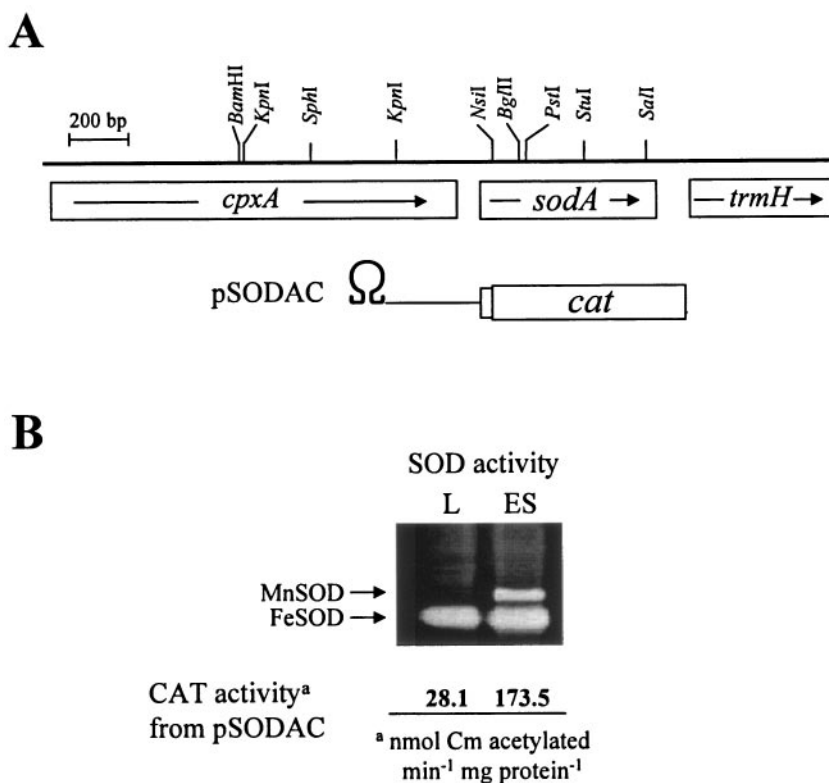 A
200 bp
BamHI
KpnI
SphI
KpnI
NsiI
BglII
PstI
StuI
SalI
cpxA
sodA
trmH
pSODAC
Ω
cat
B
SOD activity
L ES
MnSOD
FeSOD
CAT activityᵃ 28.1 173.5
from pSODAC
ᵃ nmol Cm acetylated
min⁻¹ mg protein⁻¹